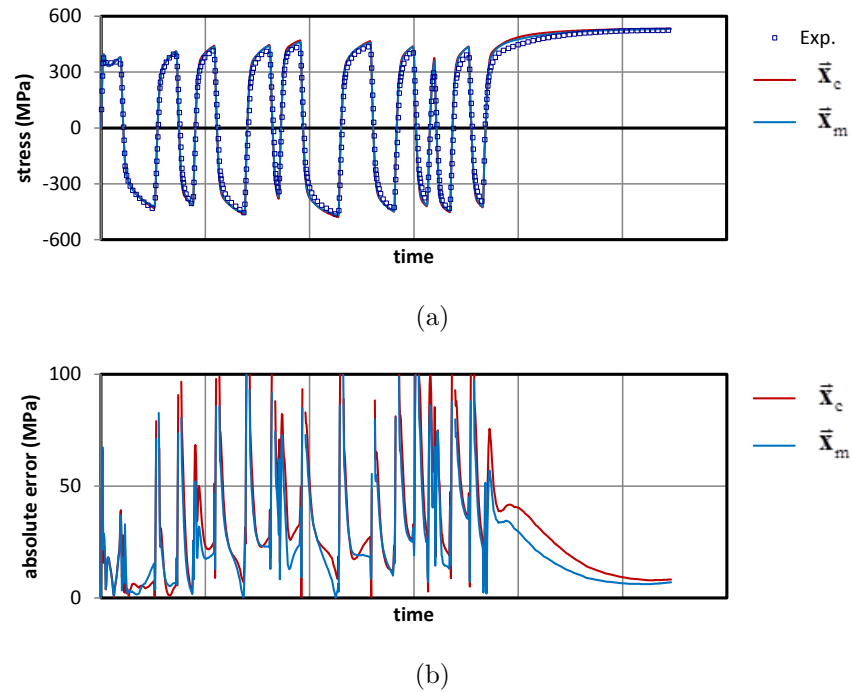 600
300
0
-300
-600
stress (MPa)
time
Exp.
x⃗c
x⃗m
(a)
100
50
0
absolute error (MPa)
time
x⃗c
x⃗m
(b)